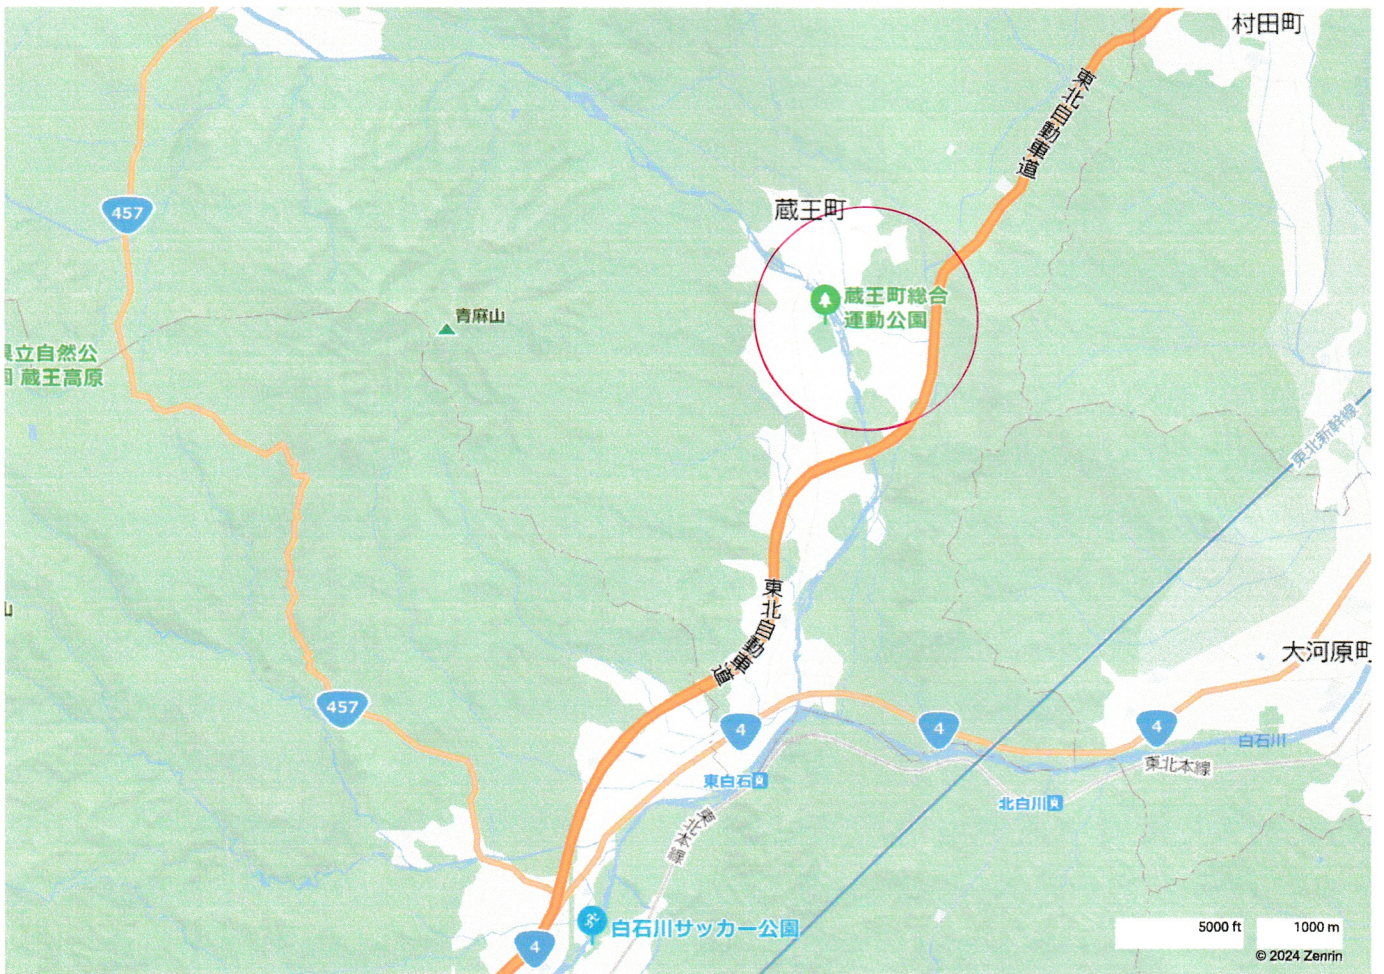 村田町
東北自動車道
457
蔵王町
蔵王町総合
運動公園
青麻山
県立自然公
園 蔵王高原
東北新幹線
山
東北自動車道
大河原町
457
4
4
4
白石川
東白石
東北本線
北白川
東北本線
白石川サッカー公園
4
5000 ft
1000 m
© 2024 Zenrin